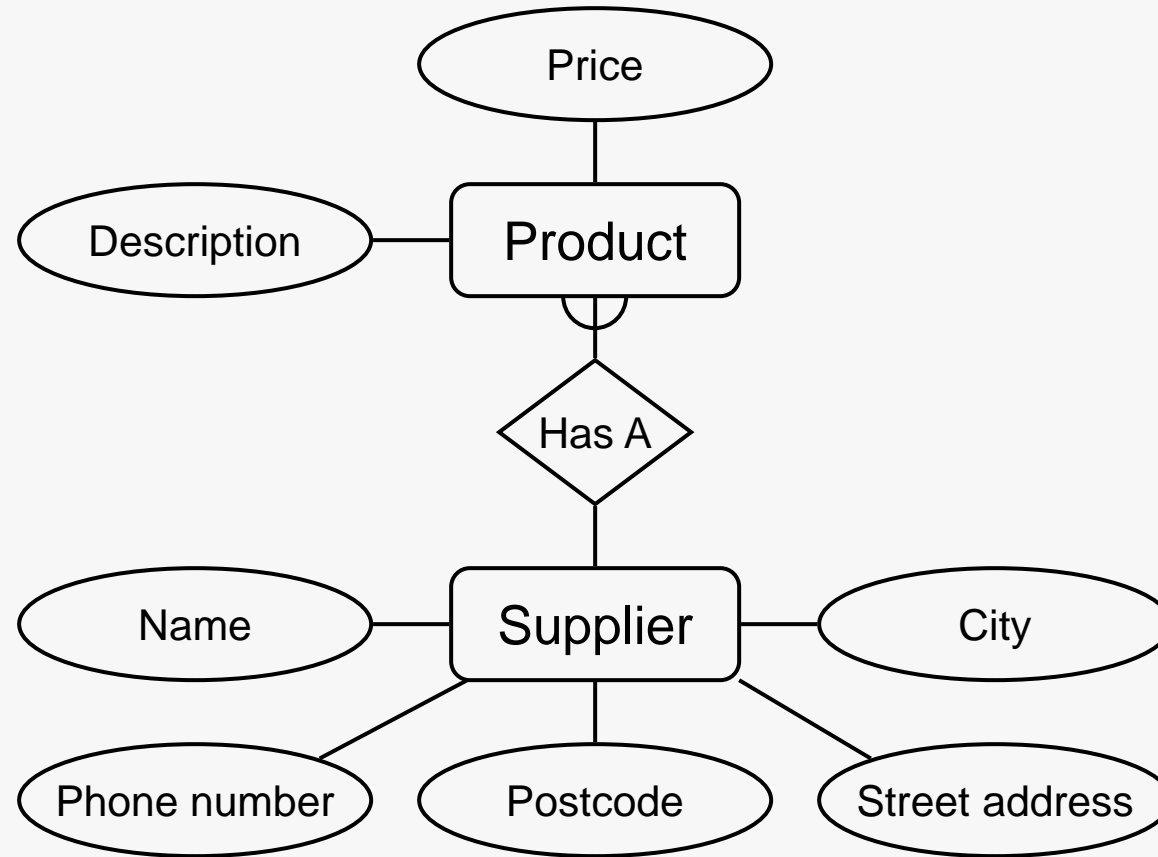 Price
Description
Product
Has A
Name
Supplier
City
Phone number
Postcode
Street address